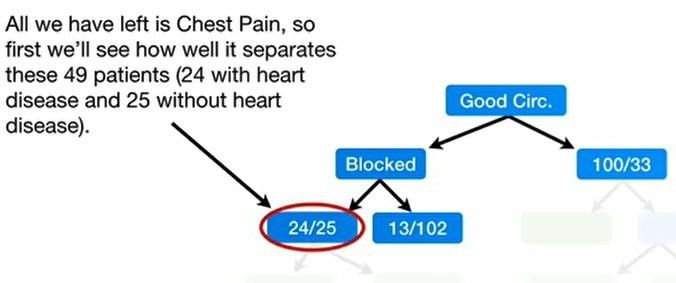 All we have left is Chest Pain, so
first we'll see how well it separates
these 49 patients (24 with heart
disease and 25 without heart
disease).
Good Circ.
Blocked
100/33
24/25
13/102